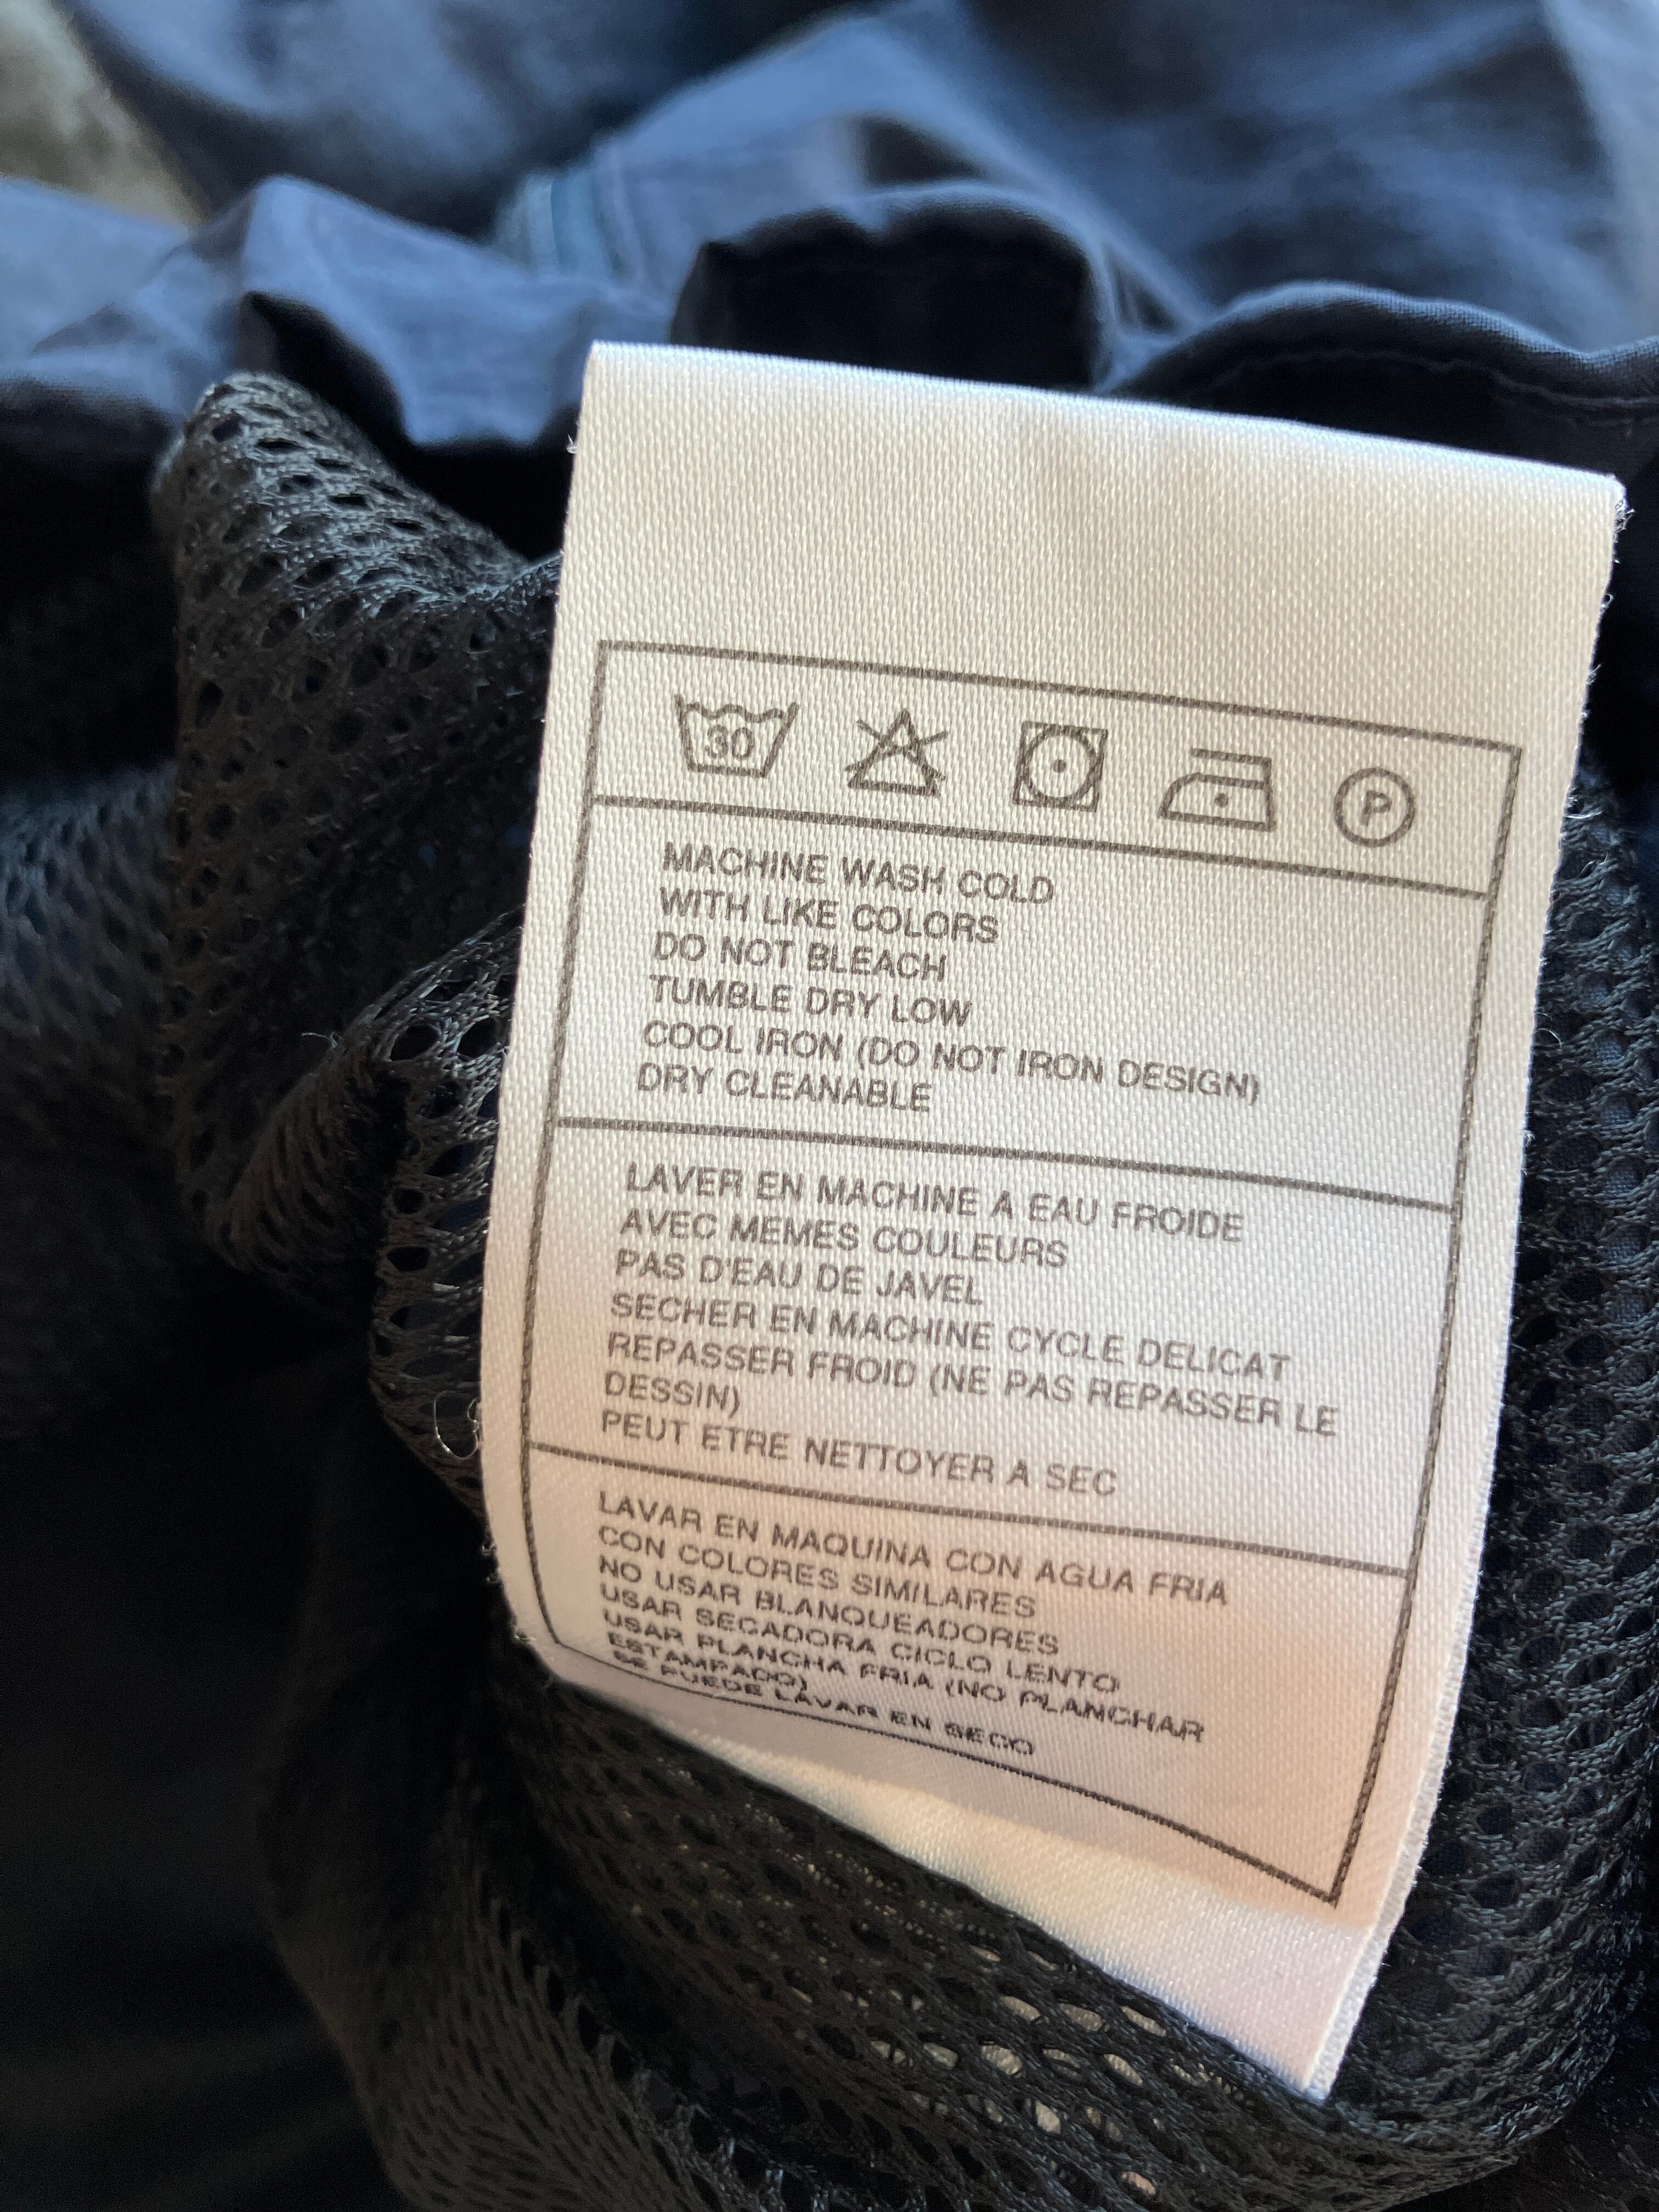 30 P
MACHINE WASH COLD
WITH LIKE COLORS
DO NOT BLEACH
TUMBLE DRY LOW
COOL IRON (DO NOT IRON DESIGN)
DRY CLEANABLE
LAVER EN MACHINE A EAU FROIDE
AVEC MEMES COULEURS
PAS D'EAU DE JAVEL
SECHER EN MACHINE CYCLE DELICAT
REPASSER FROID (NE PAS REPASSER LE
DESSIN)
PEUT ETRE NETTOYER A SEC
LAVAR EN MAQUINA CON AGUA FRIA
CON COLORES SIMILARES
NO USAR BLANQUEADORES
USAR SECADORA CICLO LENTO
USAR PLANCHA FRIA (NO PLANCHAR
ESTAMPADO)
SE PUEDE LAVAR EN SECO